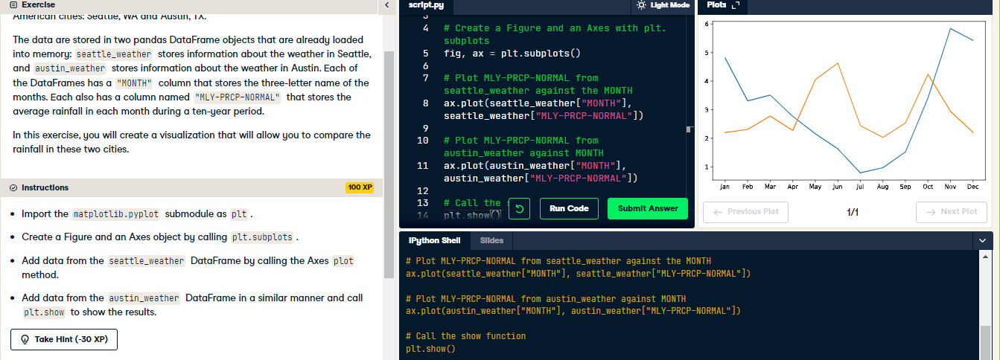 Exercise
American cities: Seattle, WA and Austin, TX.
The data are stored in two pandas DataFrame objects that are already loaded
into memory: seattle_weather stores information about the weather in Seattle,
and austin_weather stores information about the weather in Austin. Each of
the DataFrames has a "MONTH" column that stores the three-letter name of the
months. Each also has a column named "MLY-PRCP-NORMAL" that stores the
average rainfall in each month during a ten-year period.
In this exercise, you will create a visualization that will allow you to compare the
rainfall in these two cities.
Instructions
100 XP
Import the matplotlib.pyplot submodule as plt .
Create a Figure and an Axes object by calling plt.subplots .
Add data from the seattle_weather DataFrame by calling the Axes plot
method.
Add data from the austin_weather DataFrame in a similar manner and call
plt.show to show the results.
Take Hint (-30 XP)
script.py
Light Mode
3
4 # Create a Figure and an Axes with plt.
subplots
5 fig, ax = plt.subplots()
6
7 # Plot MLY-PRCP-NORMAL from
seattle_weather against the MONTH
8 ax.plot(seattle_weather["MONTH"],
seattle_weather["MLY-PRCP-NORMAL"])
9
10 # Plot MLY-PRCP-NORMAL from
austin_weather against MONTH
11 ax.plot(austin_weather["MONTH"],
austin_weather["MLY-PRCP-NORMAL"])
12
13 # Call the s
14 plt.show()
Run Code
Submit Answer
Plots
6
5
4
3
2
1
Jan Feb Mar Apr May Jun Jul Aug Sep Oct Nov Dec
Previous Plot
1/1
Next Plot
IPython Shell
Slides
# Plot MLY-PRCP-NORMAL from seattle_weather against the MONTH
ax.plot(seattle_weather["MONTH"], seattle_weather["MLY-PRCP-NORMAL"])
# Plot MLY-PRCP-NORMAL from austin_weather against MONTH
ax.plot(austin_weather["MONTH"], austin_weather["MLY-PRCP-NORMAL"])
# Call the show function
plt.show()